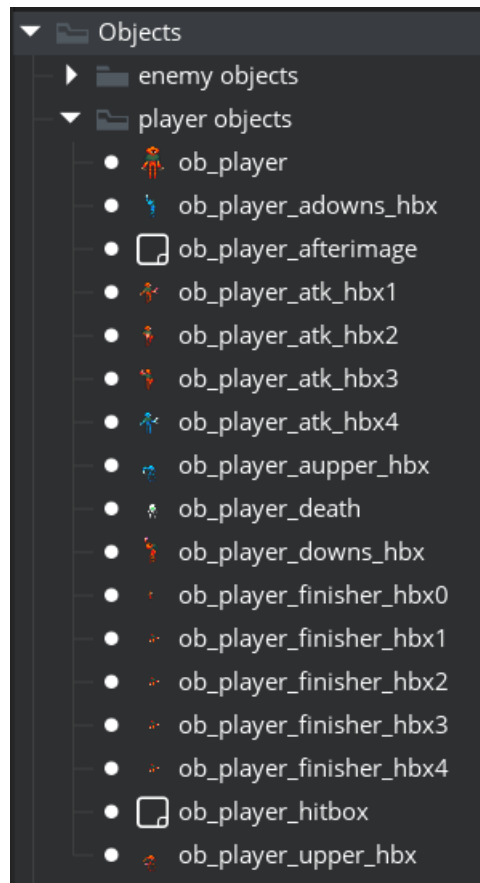 Objects
enemy objects
player objects
ob_player
ob_player_adowns_hbx
ob_player_afterimage
ob_player_atk_hbx1
ob_player_atk_hbx2
ob_player_atk_hbx3
ob_player_atk_hbx4
ob_player_aupper_hbx
ob_player_death
ob_player_downs_hbx
ob_player_finisher_hbx0
ob_player_finisher_hbx1
ob_player_finisher_hbx2
ob_player_finisher_hbx3
ob_player_finisher_hbx4
ob_player_hitbox
ob_player_upper_hbx